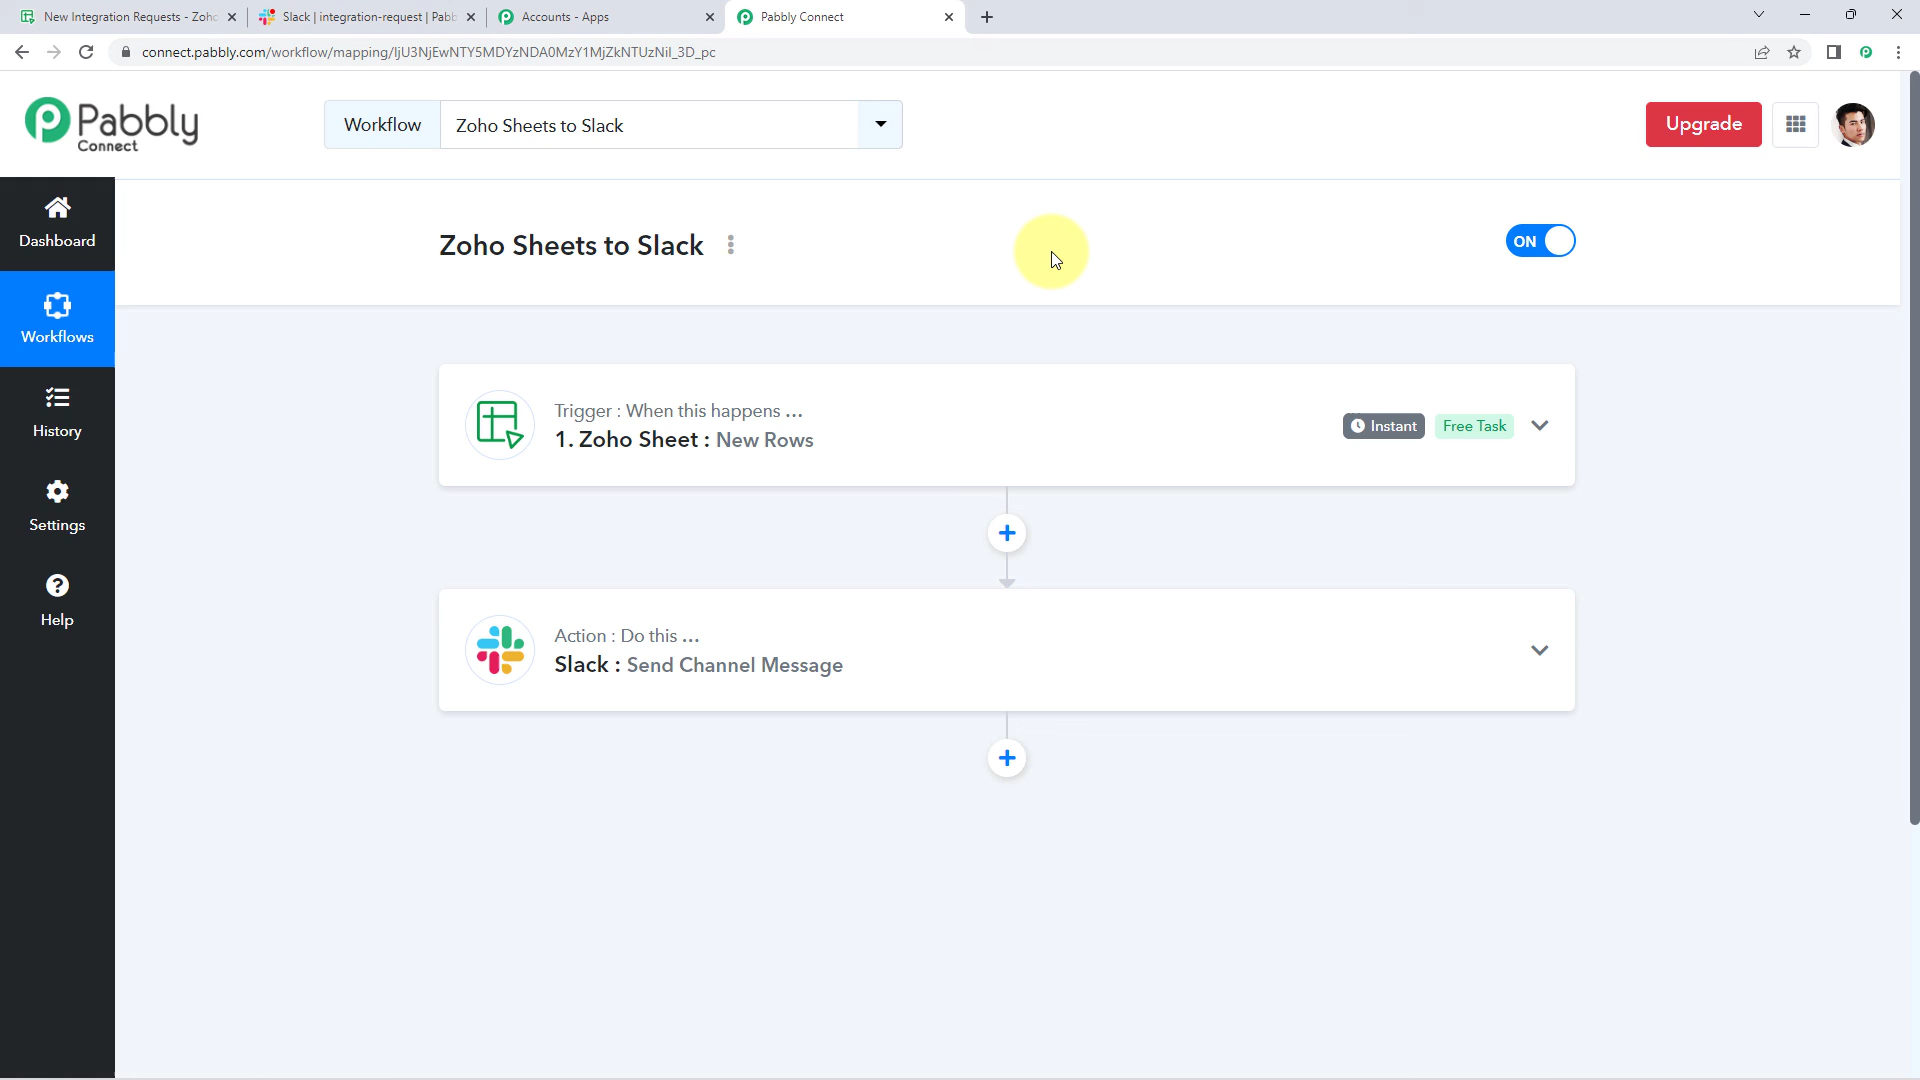 New Integration Requests - Zoho
Slack | integration-request | Pabb
Accounts - Apps
Pabbly Connect
connect.pabbly.com/workflow/mapping/IjU3NjEwNTY5MDYzNDA0MzY1MjZkNTUzNiI_3D_pc
Pabbly
Connect
Workflow
Zoho Sheets to Slack
Upgrade
Dashboard
Workflows
History
Settings
Help
Zoho Sheets to Slack
ON
Trigger : When this happens ...
1. Zoho Sheet : New Rows
Instant
Free Task
Action : Do this ...
Slack : Send Channel Message